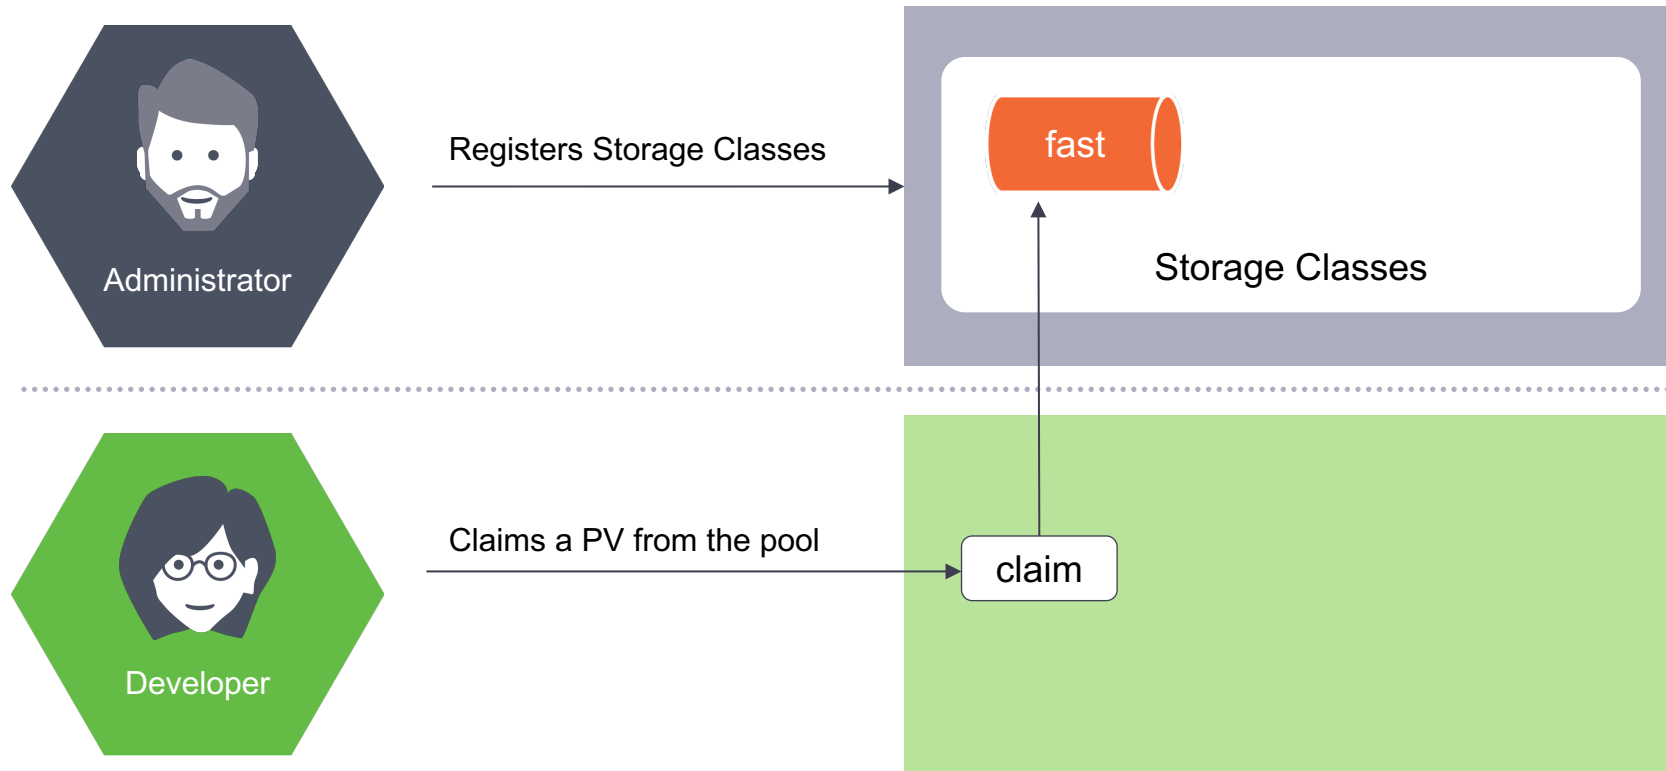 Administrator
Registers Storage Classes
fast
Storage Classes
Developer
Claims a PV from the pool
claim